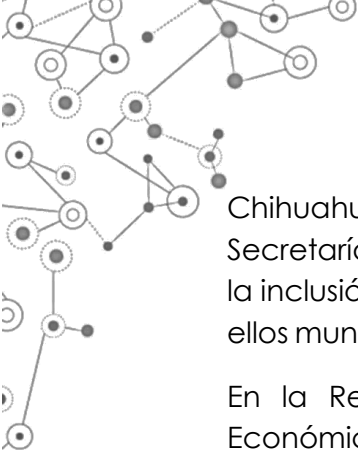 Chihuahu
Secretarí
la inclusió
ellos mun
En la Re
Económic